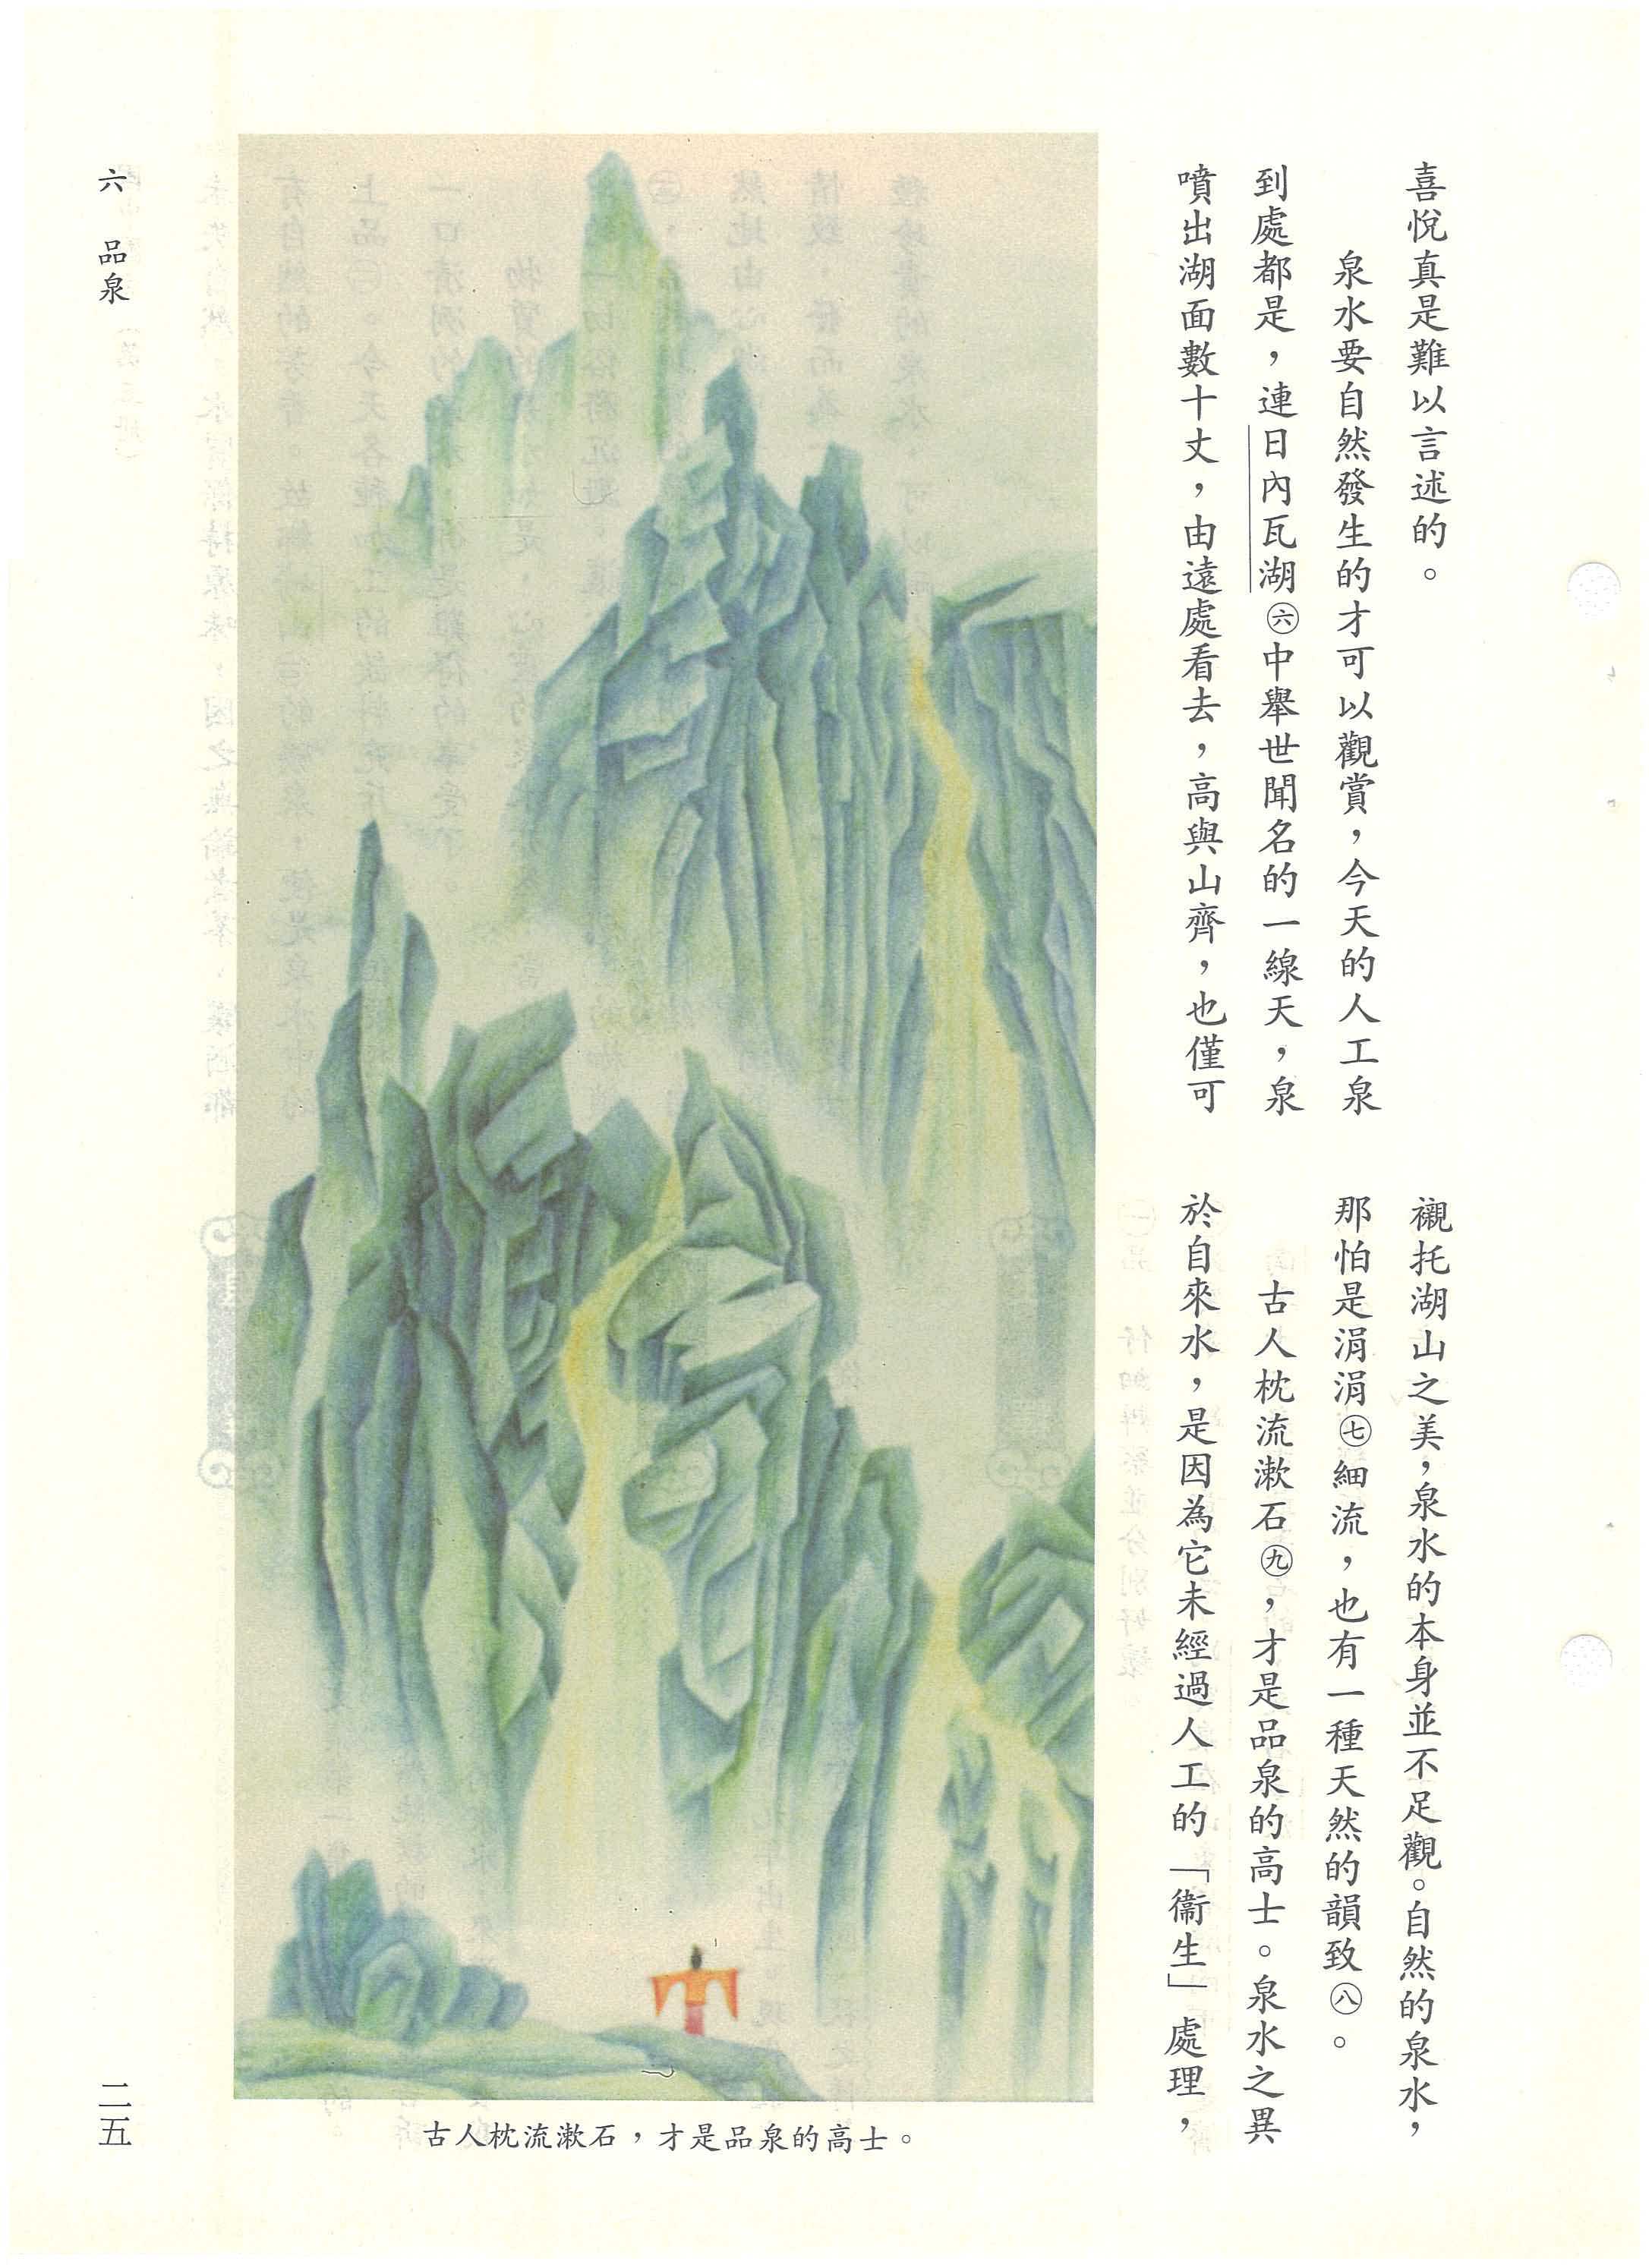 喜悅真是難以言述的。
泉水要自然發生的才可以觀賞，今天的人工泉
到處都是，連日內瓦湖㊅中舉世聞名的一線天，泉
噴出湖面數十丈，由遠處看去，高與山齊，也僅可
襯托湖山之美，泉水的本身並不足觀。自然的泉水，
那怕是涓涓㊆細流，也有一種天然的韻致㊇。
古人枕流漱石㊈，才是品泉的高士。泉水之異
於自來水，是因為它未經過人工的「衞生」處理，
古人枕流漱石，才是品泉的高士。
六 品泉
二五